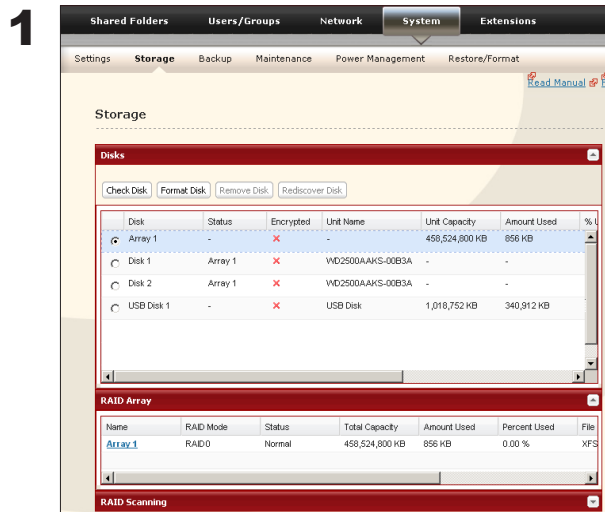 1
Shared Folders Users/Groups Network System Extensions
Settings Storage Backup Maintenance Power Management Restore/Format
Read Manual
Storage
Disks
Check Disk Format Disk Remove Disk Rediscover Disk
Disk Status Encrypted Unit Name Unit Capacity Amount Used %
Array 1 - - 458,524,800 KB 856 KB
Disk 1 Array 1 WD2500AAKS-00B3A - -
Disk 2 Array 1 WD2500AAKS-00B3A - -
USB Disk 1 - USB Disk 1,018,752 KB 340,912 KB
RAID Array
Name RAID Mode Status Total Capacity Amount Used Percent Used File
Array 1 RAID0 Normal 458,524,800 KB 856 KB 0.00 % XFS
RAID Scanning